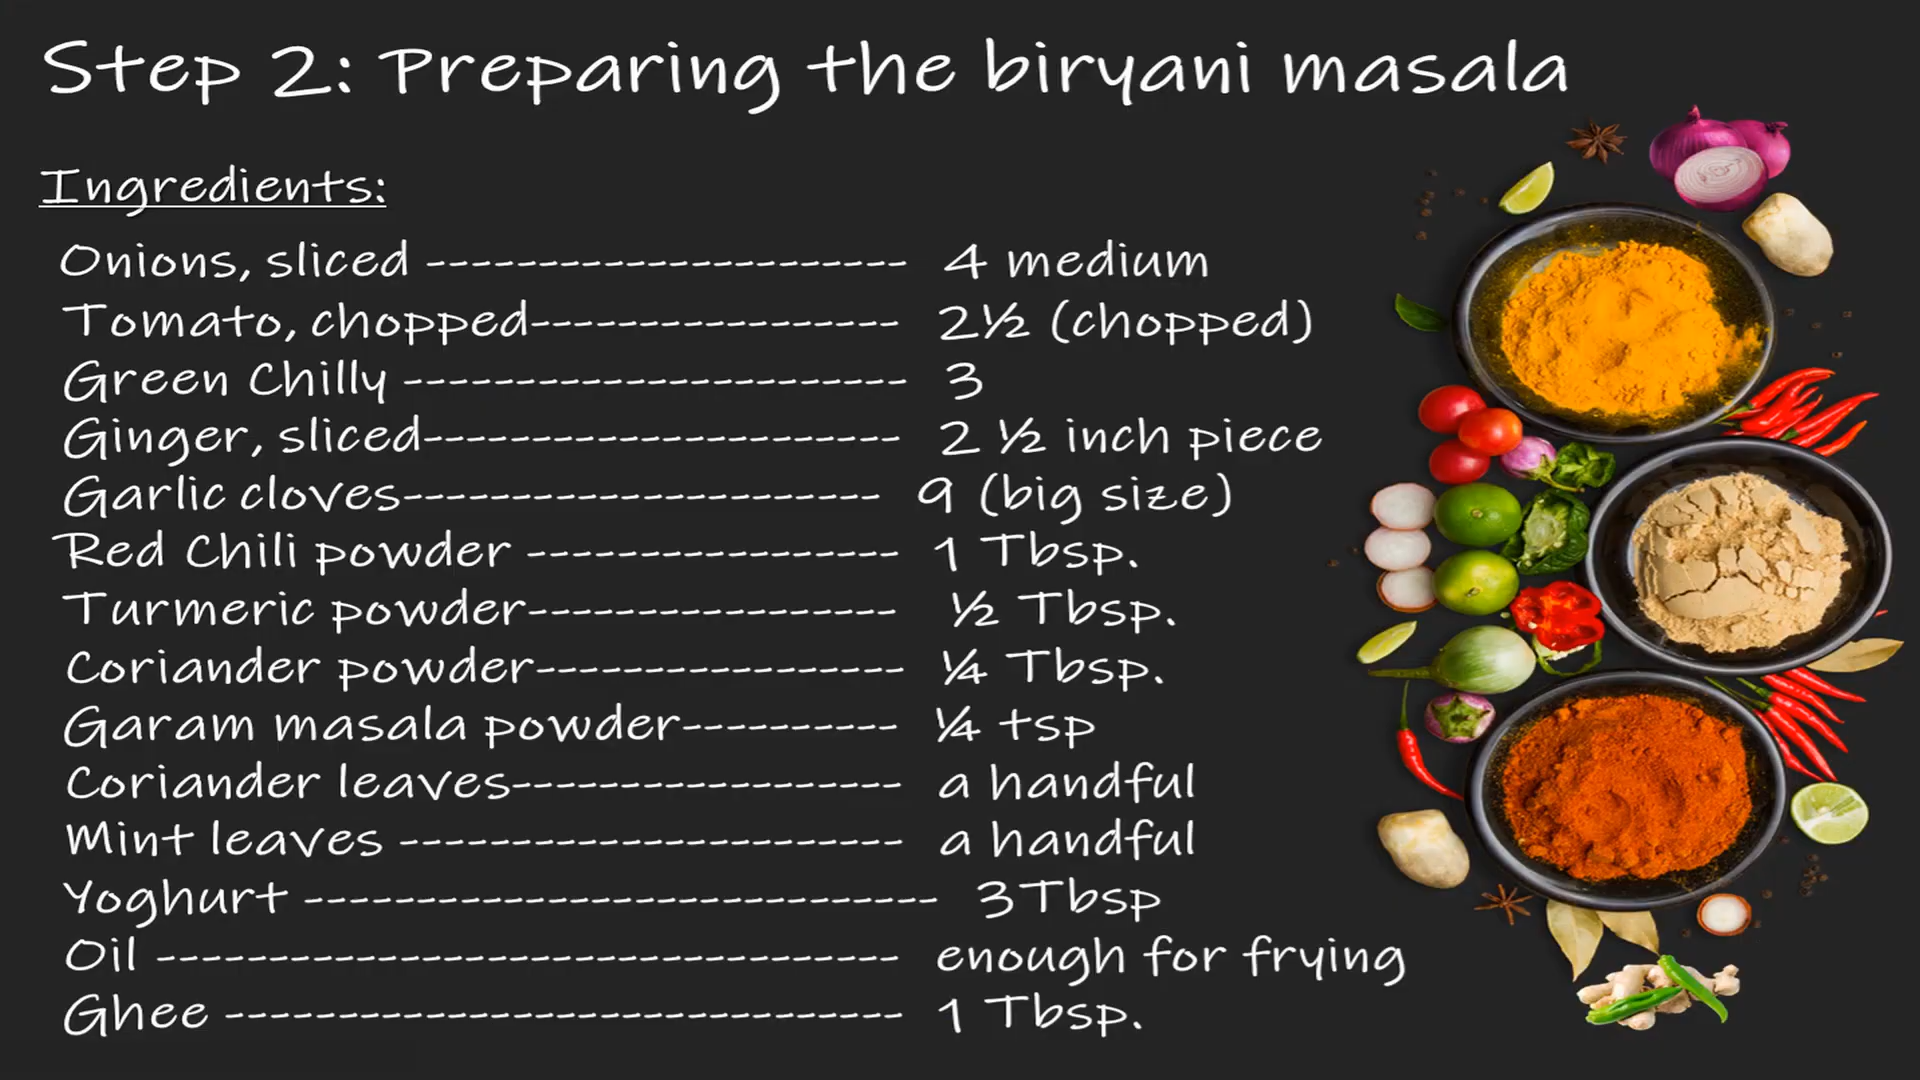 Step 2: Preparing the biryani masala
Ingredients:
Onions, sliced ---------------------- 4 medium
Tomato, chopped----------------- 2½ (chopped)
Green Chilly ----------------------- 3
Ginger, sliced---------------------- 2 ½ inch piece
Garlic cloves---------------------- 9 (big size)
Red Chili powder ----------------- 1 Tbsp.
Turmeric powder----------------- ½ Tbsp.
Coriander powder----------------- ¼ Tbsp.
Garam masala powder---------- ¼ tsp
Coriander leaves------------------ a handful
Mint leaves ----------------------- a handful
Yoghurt ----------------------------- 3Tbsp
Oil ---------------------------------- enough for frying
Ghee ------------------------------- 1 Tbsp.